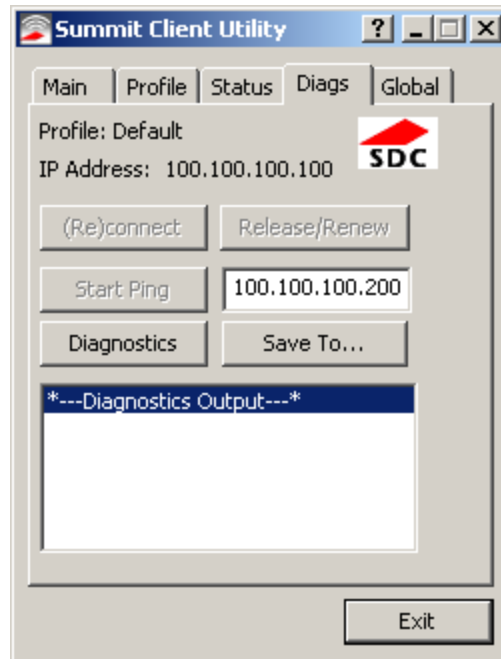 Summit Client Utility
Main Profile Status Diags Global
Profile: Default
IP Address: 100.100.100.100
SDC
(Re)connect Release/Renew
Start Ping 100.100.100.200
Diagnostics Save To...
*---Diagnostics Output---*
Exit